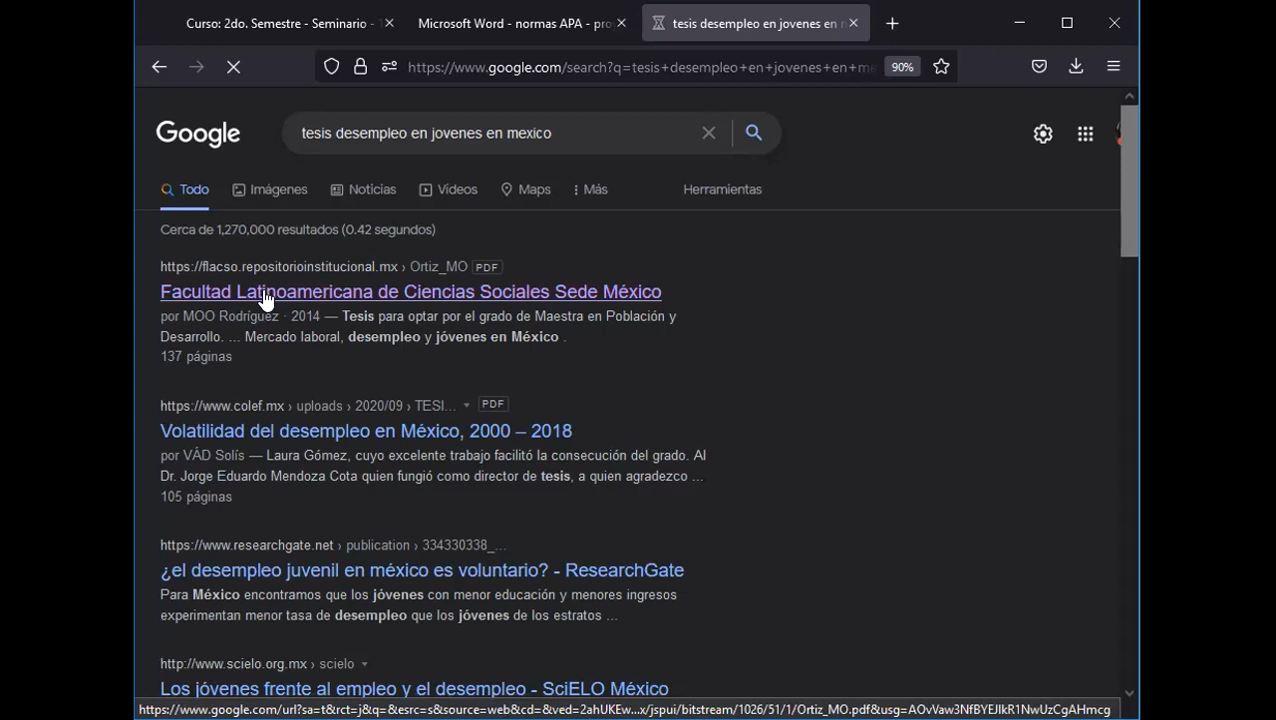 Curso: 2do. Semestre - Seminario -
Microsoft Word - normas APA - pro
tesis desempleo en jovenes en m
https://www.google.com/search?q=tesis+desempleo+en+jovenes+en+me
90%
Google
tesis desempleo en jovenes en mexico
Todo
Imágenes
Noticias
Vídeos
Maps
Más
Herramientas
Cerca de 1,270,000 resultados (0.42 segundos)
https://flacso.repositorioinstitucional.mx › Ortiz_MO PDF
Facultad Latinoamericana de Ciencias Sociales Sede México
por MOO Rodríguez · 2014 — Tesis para optar por el grado de Maestra en Población y
Desarrollo. ... Mercado laboral, desempleo y jóvenes en México .
137 páginas
https://www.colef.mx › uploads › 2020/09 › TESI... PDF
Volatilidad del desempleo en México, 2000 – 2018
por VÁD Solís — Laura Gómez, cuyo excelente trabajo facilitó la consecución del grado. Al
Dr. Jorge Eduardo Mendoza Cota quien fungió como director de tesis, a quien agradezco ...
105 páginas
https://www.researchgate.net › publication › 334330338_...
¿el desempleo juvenil en méxico es voluntario? - ResearchGate
Para México encontramos que los jóvenes con menor educación y menores ingresos
experimentan menor tasa de desempleo que los jóvenes de los estratos ...
http://www.scielo.org.mx › scielo
Los jóvenes frente al empleo y el desempleo - SciELO México
https://www.google.com/url?sa=t&rct=j&q=&esrc=s&source=web&cd=&ved=2ahUKEw...x/jspui/bitstream/1026/51/1/Ortiz_MO.pdf&usg=AOvVaw3NfBYEJIkR1NwUzCgAHmcg